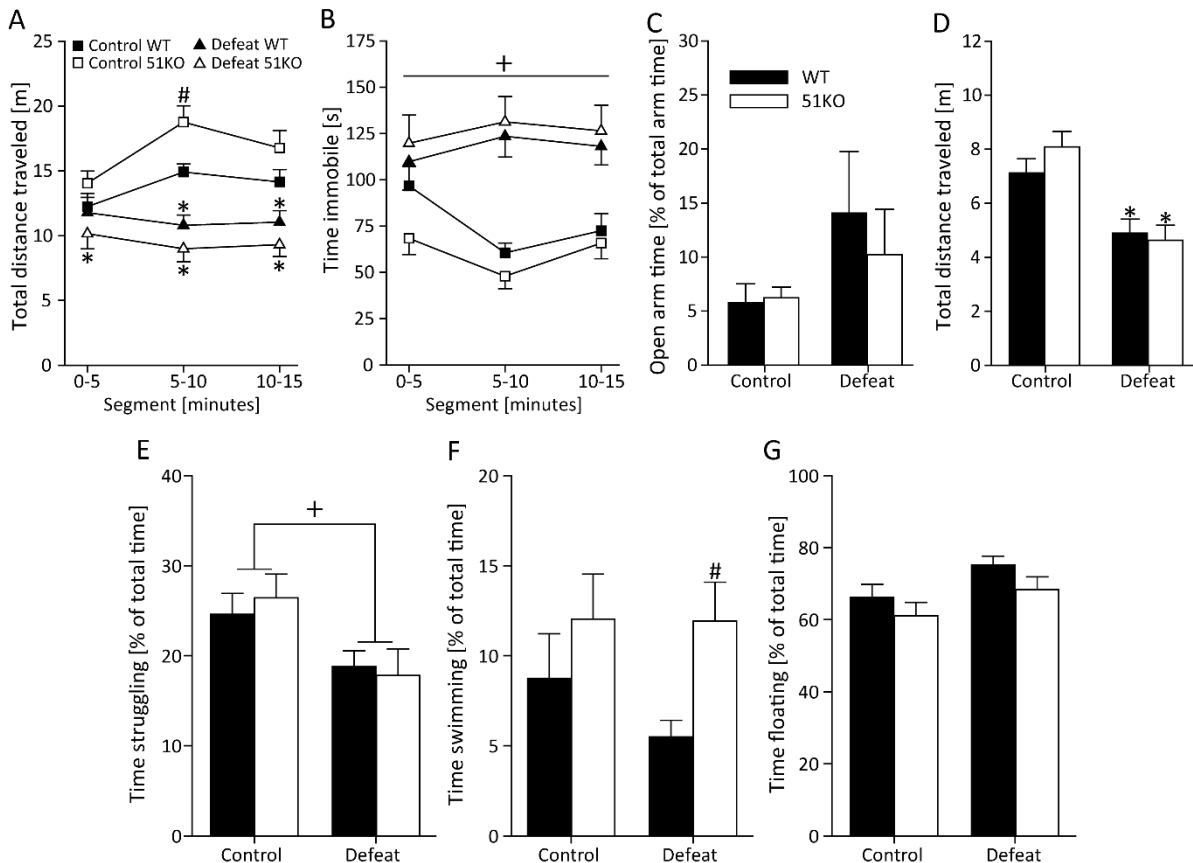 A
Total distance traveled [m]
25
20
15
10
5
0
■ Control WT ▲ Defeat WT
□ Control 51KO △ Defeat 51KO
#
* *
* * *
0-5 5-10 10-15
Segment [minutes]
B
Time immobile [s]
175
150
125
100
75
50
25
0
+
0-5 5-10 10-15
Segment [minutes]
C
Open arm time [% of total arm time]
30
25
20
15
10
5
0
WT
51KO
Control Defeat
D
Total distance traveled [m]
12
10
8
6
4
2
0
* *
Control Defeat
E
Time struggling [% of total time]
40
30
20
10
0
+
Control Defeat
F
Time swimming [% of total time]
20
15
10
5
0
#
Control Defeat
G
Time floating [% of total time]
100
80
60
40
20
0
Control Defeat